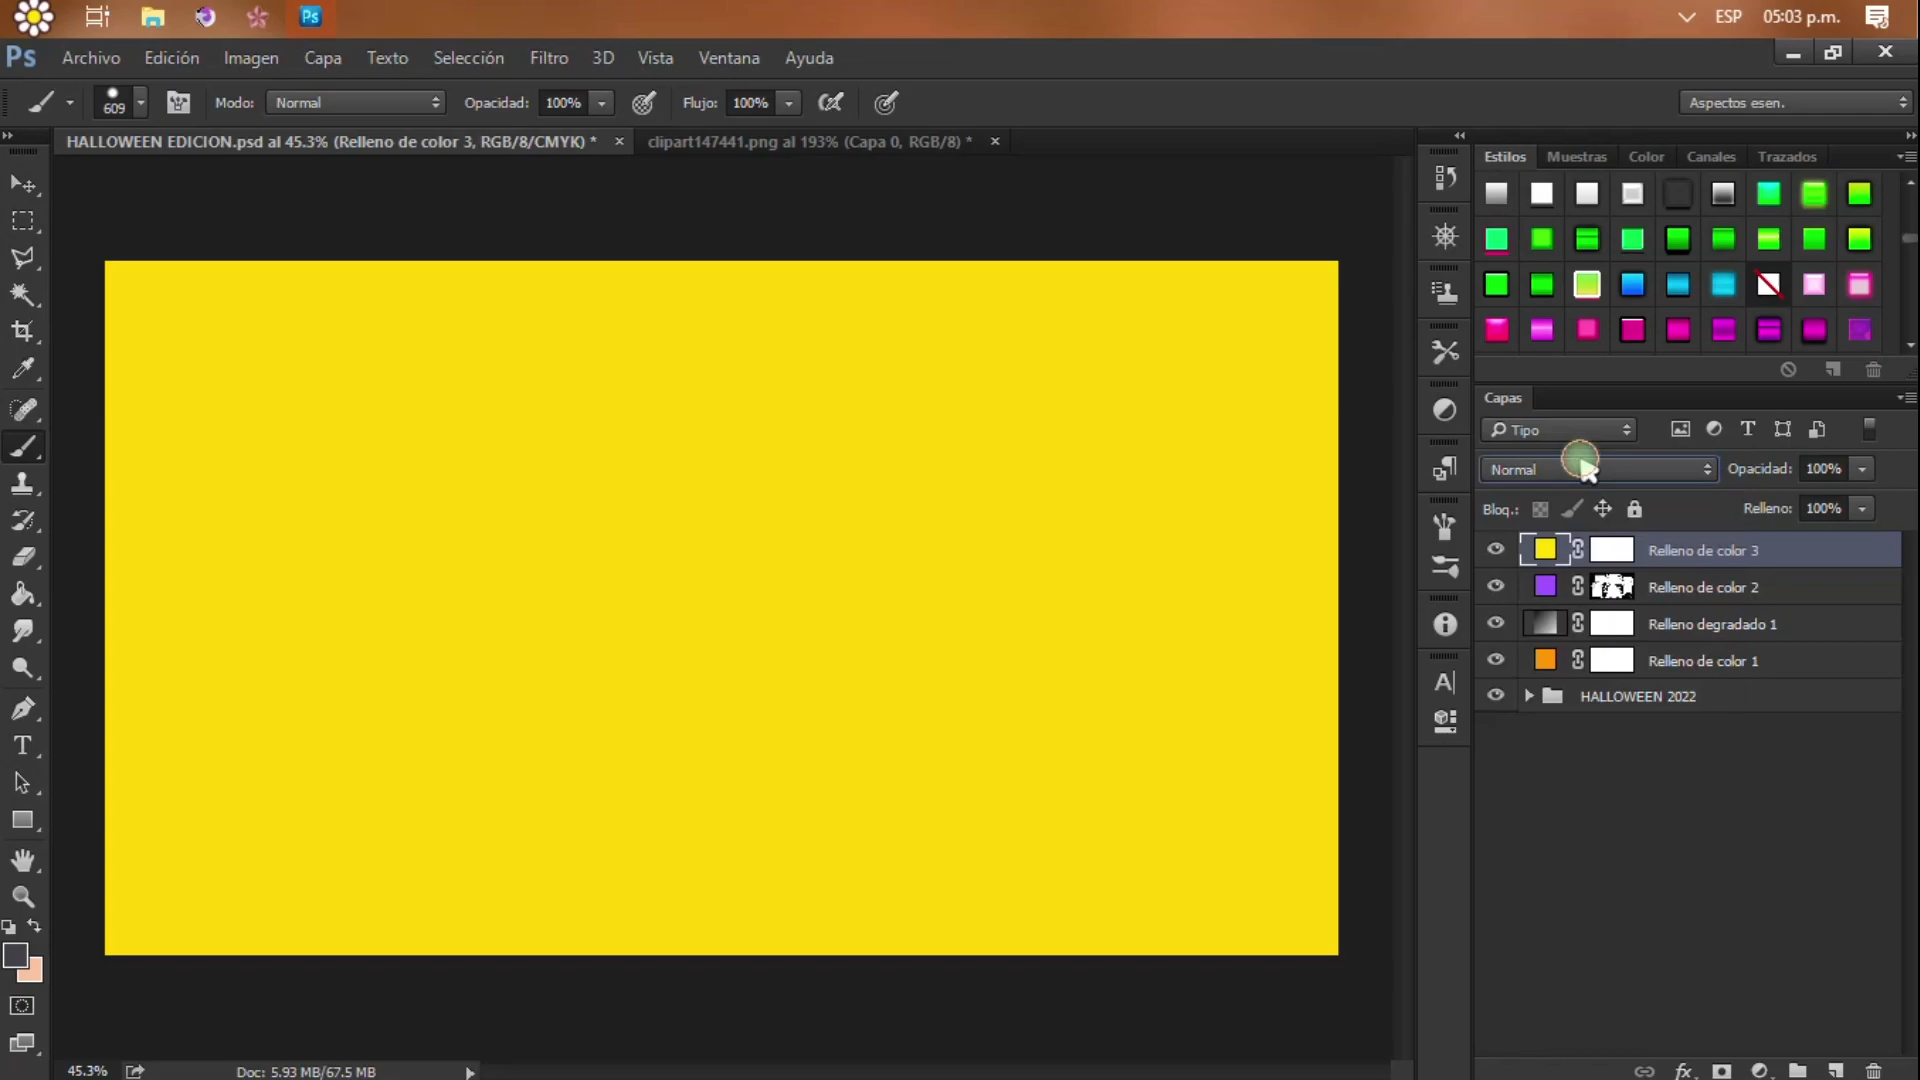 Ps
ESP
05:03 p.m.
Ps
Archivo
Edición
Imagen
Capa
Texto
Selección
Filtro
3D
Vista
Ventana
Ayuda
609
Modo:
Normal
Opacidad:
100%
Flujo:
100%
Aspectos esen.
HALLOWEEN EDICION.psd al 45.3% (Relleno de color 3, RGB/8/CMYK) *
clipart147441.png al 193% (Capa 0, RGB/8) *
Estilos
Muestras
Color
Canales
Trazados
Capas
Tipo
Normal
Opacidad:
100%
Bloq.:
Relleno:
100%
Relleno de color 3
Relleno de color 2
Relleno degradado 1
Relleno de color 1
HALLOWEEN 2022
45.3%
Doc: 5.93 MB/67.5 MB
fx